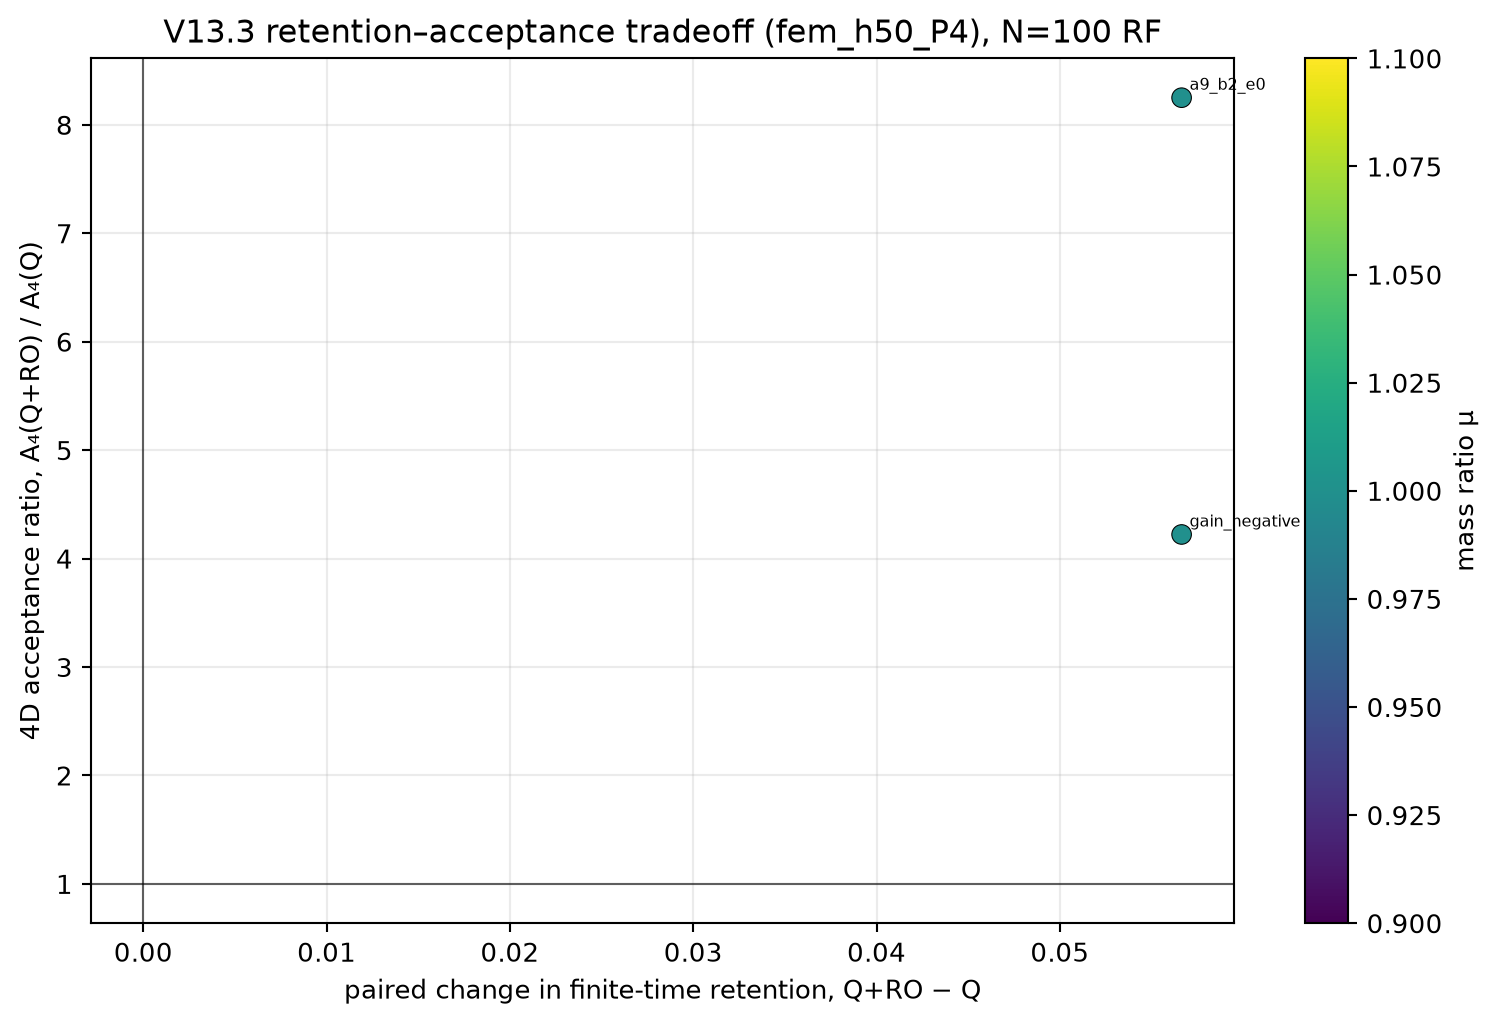 V13.3 retention–acceptance tradeoff (fem_h50_P4), N=100 RF
4D acceptance ratio, A₄(Q+RO) / A₄(Q)
8
7
6
5
4
3
2
1
a9_b2_e0
gain_negative
0.00 0.01 0.02 0.03 0.04 0.05
paired change in finite-time retention, Q+RO − Q
1.100
1.075
1.050
1.025
1.000
0.975
0.950
0.925
0.900
mass ratio μ